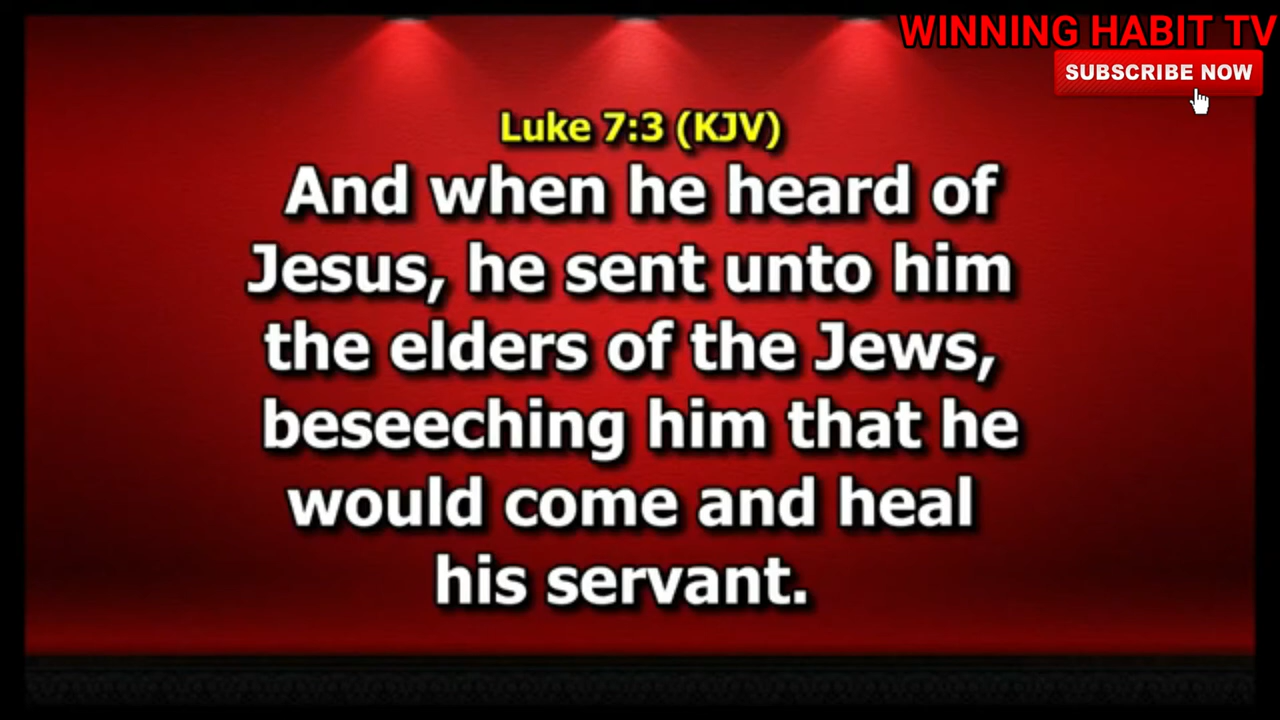 WINNING HABIT TV
SUBSCRIBE NOW
Luke 7:3 (KJV)
And when he heard of
Jesus, he sent unto him
the elders of the Jews,
beseeching him that he
would come and heal
his servant.